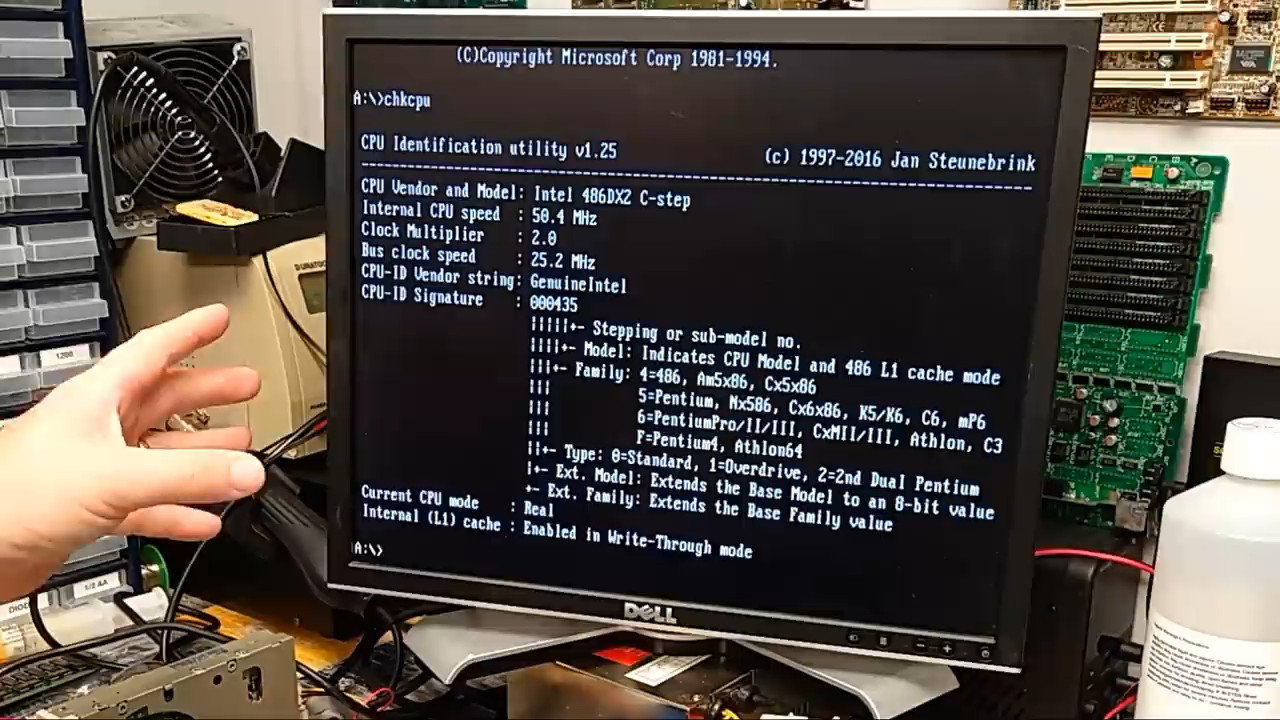 (C)Copyright Microsoft Corp 1981-1994.
A:\>chkcpu
CPU Identification utility v1.25 (c) 1997-2016 Jan Steunebrink
CPU Vendor and Model: Intel 486DX2 C-step
Internal CPU speed : 50.4 MHz
Clock Multiplier : 2.0
Bus clock speed : 25.2 MHz
CPU-ID Vendor string: GenuineIntel
CPU-ID Signature : 000435
||||||+- Stepping or sub-model no.
||||+- Model: Indicates CPU Model and 486 L1 cache mode
|||+- Family: 4=486, Am5x86, Cx5x86
||| 5=Pentium, Nx586, Cx6x86, K5/K6, C6, mP6
||| 6=PentiumPro/II/III, CxMII/III, Athlon, C3
||| F=Pentium4, Athlon64
||+- Type: 0=Standard, 1=Overdrive, 2=2nd Dual Pentium
|+- Ext. Model: Extends the Base Model to an 8-bit value
+- Ext. Family: Extends the Base Family value
Current CPU mode : Real
Internal (L1) cache : Enabled in Write-Through mode
A:\>
DELL
1200
1/2 AA